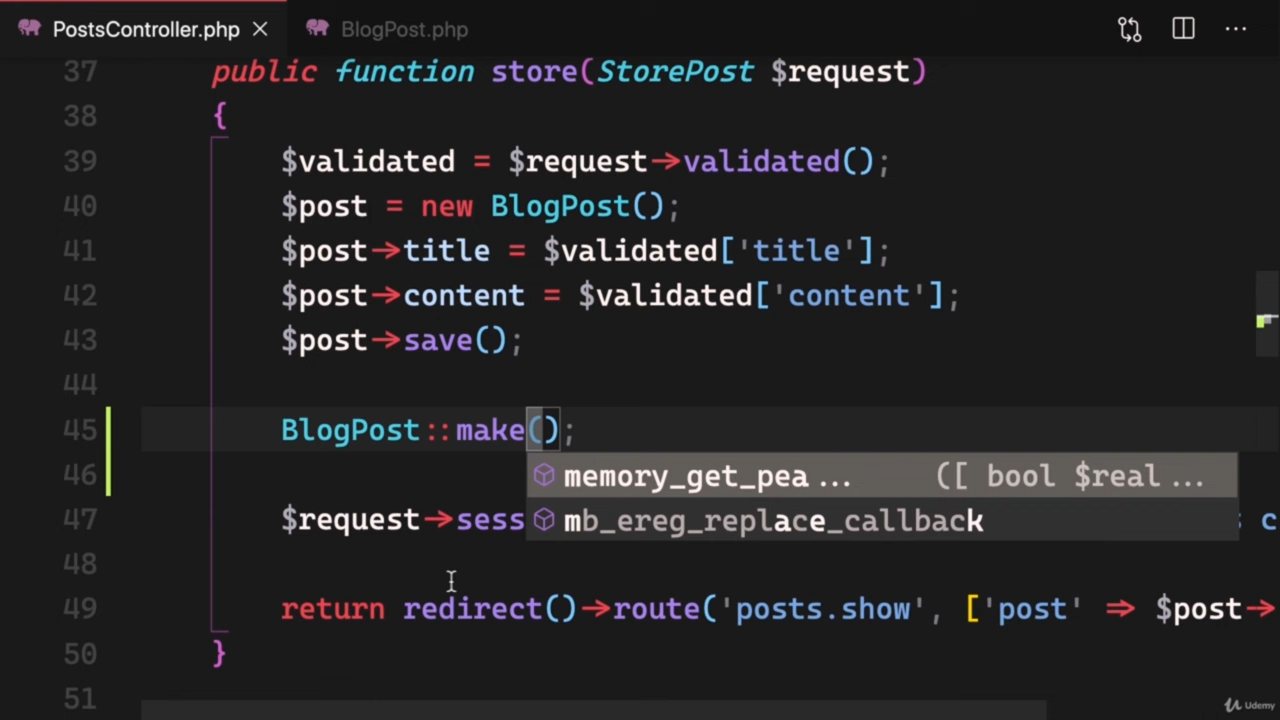 PostsController.php
BlogPost.php
37 public function store(StorePost $request)
38 {
39 $validated = $request->validated();
40 $post = new BlogPost();
41 $post->title = $validated['title'];
42 $post->content = $validated['content'];
43 $post->save();
44
45 BlogPost::make();
memory_get_pea... ([ bool $real...
46
mb_ereg_replace_callback
47 $request->sess s c
48
49 return redirect()->route('posts.show', ['post' => $post->
50 }
51
Udemy